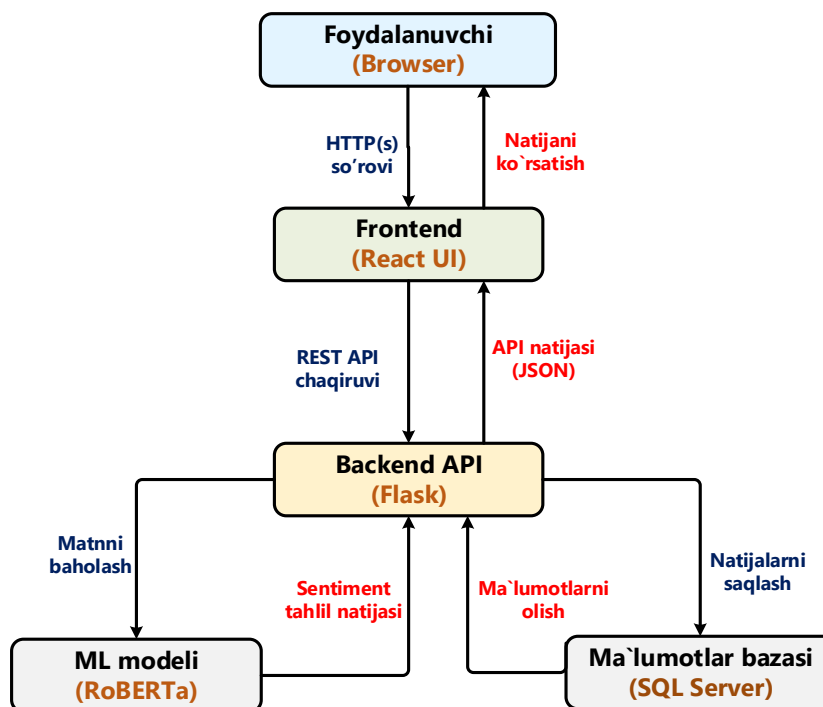 Foydalanuvchi
(Browser)
HTTP(s)
so’rovi
Natijani
ko`rsatish
Frontend
(React UI)
REST API
chaqiruvi
API natijasi
(JSON)
Backend API
(Flask)
Matnni
baholash
Sentiment
tahlil natijasi
Ma`lumotlarni
olish
Natijalarni
saqlash
ML modeli
(RoBERTa)
Ma`lumotlar bazasi
(SQL Server)